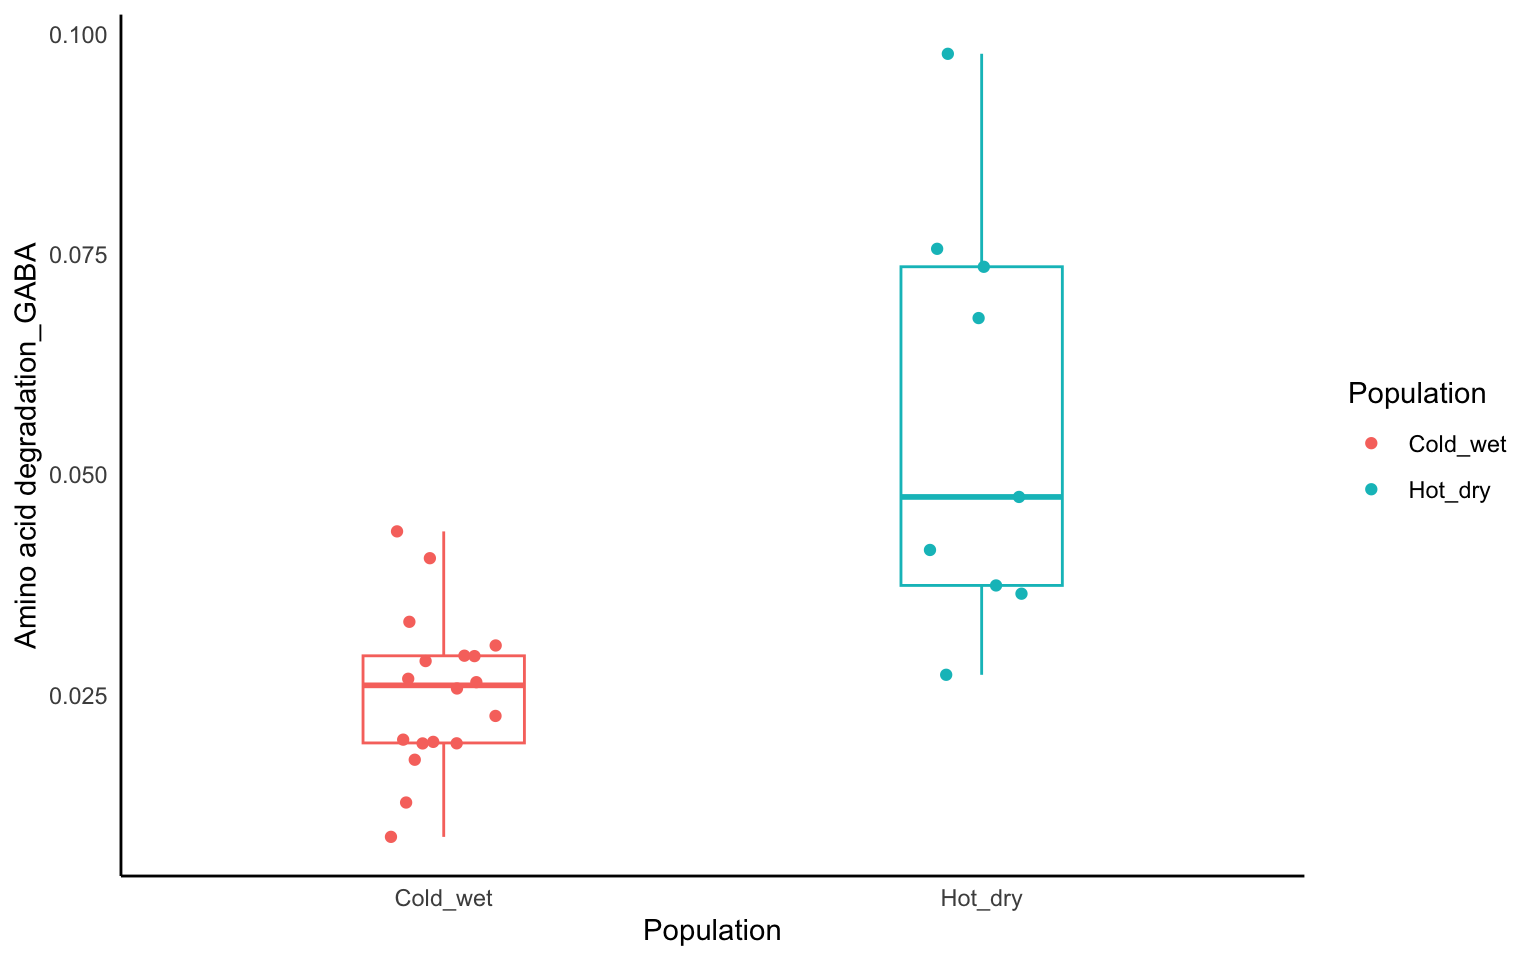 Amino acid degradation_GABA
0.100
0.075
0.050
0.025
Cold_wet
Hot_dry
Population
Population
Cold_wet
Hot_dry